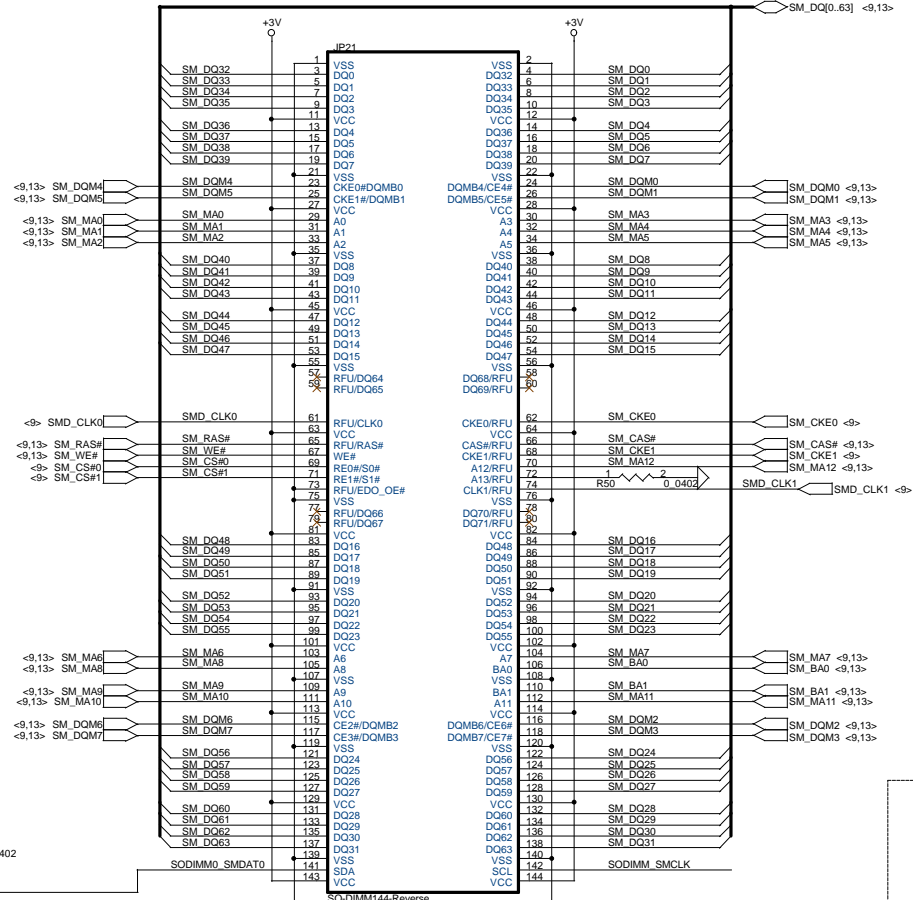 SM_DQ[0..63] <9,13>
+3V +3V
JP21
1 VSS VSS 2
SM_DQ32 3 DQ0 DQ32 4 SM_DQ0
SM_DQ33 5 DQ1 DQ33 6 SM_DQ1
SM_DQ34 7 DQ2 DQ34 8 SM_DQ2
SM_DQ35 9 DQ3 DQ35 10 SM_DQ3
11 VCC VCC 12
SM_DQ36 13 DQ4 DQ36 14 SM_DQ4
SM_DQ37 15 DQ5 DQ37 16 SM_DQ5
SM_DQ38 17 DQ6 DQ38 18 SM_DQ6
SM_DQ39 19 DQ7 DQ39 20 SM_DQ7
21 VSS VSS 22
<9,13> SM_DQM4 SM_DQM4 23 CKE0#DQMB0 DQMB4/CE4# 24 SM_DQM0 SM_DQM0 <9,13>
<9,13> SM_DQM5 SM_DQM5 25 CKE1#/DQMB1 DQMB5/CE5# 26 SM_DQM1 SM_DQM1 <9,13>
27 VCC VCC 28
<9,13> SM_MA0 SM_MA0 29 A0 A3 30 SM_MA3 SM_MA3 <9,13>
<9,13> SM_MA1 SM_MA1 31 A1 A4 32 SM_MA4 SM_MA4 <9,13>
<9,13> SM_MA2 SM_MA2 33 A2 A5 34 SM_MA5 SM_MA5 <9,13>
35 VSS VSS 36
SM_DQ40 37 DQ8 DQ40 38 SM_DQ8
SM_DQ41 39 DQ9 DQ41 40 SM_DQ9
SM_DQ42 41 DQ10 DQ42 42 SM_DQ10
SM_DQ43 43 DQ11 DQ43 44 SM_DQ11
45 VCC VCC 46
SM_DQ44 47 DQ12 DQ44 48 SM_DQ12
SM_DQ45 49 DQ13 DQ45 50 SM_DQ13
SM_DQ46 51 DQ14 DQ46 52 SM_DQ14
SM_DQ47 53 DQ15 DQ47 54 SM_DQ15
55 VSS VSS 56
57 RFU/DQ64 DQ68/RFU 58
59 RFU/DQ65 DQ69/RFU 60
<9> SMD_CLK0 SMD_CLK0 61 RFU/CLK0 CKE0/RFU 62 SM_CKE0 SM_CKE0 <9>
63 VCC VCC 64
<9,13> SM_RAS# SM_RAS# 65 RFU/RAS# CAS#/RFU 66 SM_CAS# SM_CAS# <9,13>
<9,13> SM_WE# SM_WE# 67 WE# CKE1/RFU 68 SM_CKE1 SM_CKE1 <9>
<9> SM_CS#0 SM_CS#0 69 RE0#/S0# A12/RFU 70 SM_MA12 SM_MA12 <9,13>
<9> SM_CS#1 SM_CS#1 71 RE1#/S1# A13/RFU 72 1 R50 2 0_0402
73 RFU/EDO_OE# CLK1/RFU 74 SMD_CLK1 SMD_CLK1 <9>
75 VSS VSS 76
77 RFU/DQ66 DQ70/RFU 78
79 RFU/DQ67 DQ71/RFU 80
81 VCC VCC 82
SM_DQ48 83 DQ16 DQ48 84 SM_DQ16
SM_DQ49 85 DQ17 DQ49 86 SM_DQ17
SM_DQ50 87 DQ18 DQ50 88 SM_DQ18
SM_DQ51 89 DQ19 DQ51 90 SM_DQ19
91 VSS VSS 92
SM_DQ52 93 DQ20 DQ52 94 SM_DQ20
SM_DQ53 95 DQ21 DQ53 96 SM_DQ21
SM_DQ54 97 DQ22 DQ54 98 SM_DQ22
SM_DQ55 99 DQ23 DQ55 100 SM_DQ23
101 VCC VCC 102
<9,13> SM_MA6 SM_MA6 103 A6 A7 104 SM_MA7 SM_MA7 <9,13>
<9,13> SM_MA8 SM_MA8 105 A8 BA0 106 SM_BA0 SM_BA0 <9,13>
107 VSS VSS 108
<9,13> SM_MA9 SM_MA9 109 A9 BA1 110 SM_BA1 SM_BA1 <9,13>
<9,13> SM_MA10 SM_MA10 111 A10 A11 112 SM_MA11 SM_MA11 <9,13>
113 VCC VCC 114
<9,13> SM_DQM6 SM_DQM6 115 CE2#/DQMB2 DQMB6/CE6# 116 SM_DQM2 SM_DQM2 <9,13>
<9,13> SM_DQM7 SM_DQM7 117 CE3#/DQMB3 DQMB7/CE7# 118 SM_DQM3 SM_DQM3 <9,13>
119 VSS VSS 120
SM_DQ56 121 DQ24 DQ56 122 SM_DQ24
SM_DQ57 123 DQ25 DQ57 124 SM_DQ25
SM_DQ58 125 DQ26 DQ58 126 SM_DQ26
SM_DQ59 127 DQ27 DQ59 128 SM_DQ27
129 VCC VCC 130
SM_DQ60 131 DQ28 DQ60 132 SM_DQ28
SM_DQ61 133 DQ29 DQ61 134 SM_DQ29
SM_DQ62 135 DQ30 DQ62 136 SM_DQ30
SM_DQ63 137 DQ31 DQ63 138 SM_DQ31
402
139 VSS VSS 140
SODIMM0_SMDAT0 141 SDA SCL 142 SODIMM_SMCLK
143 VCC VCC 144
SO-DIMM144-Reverse